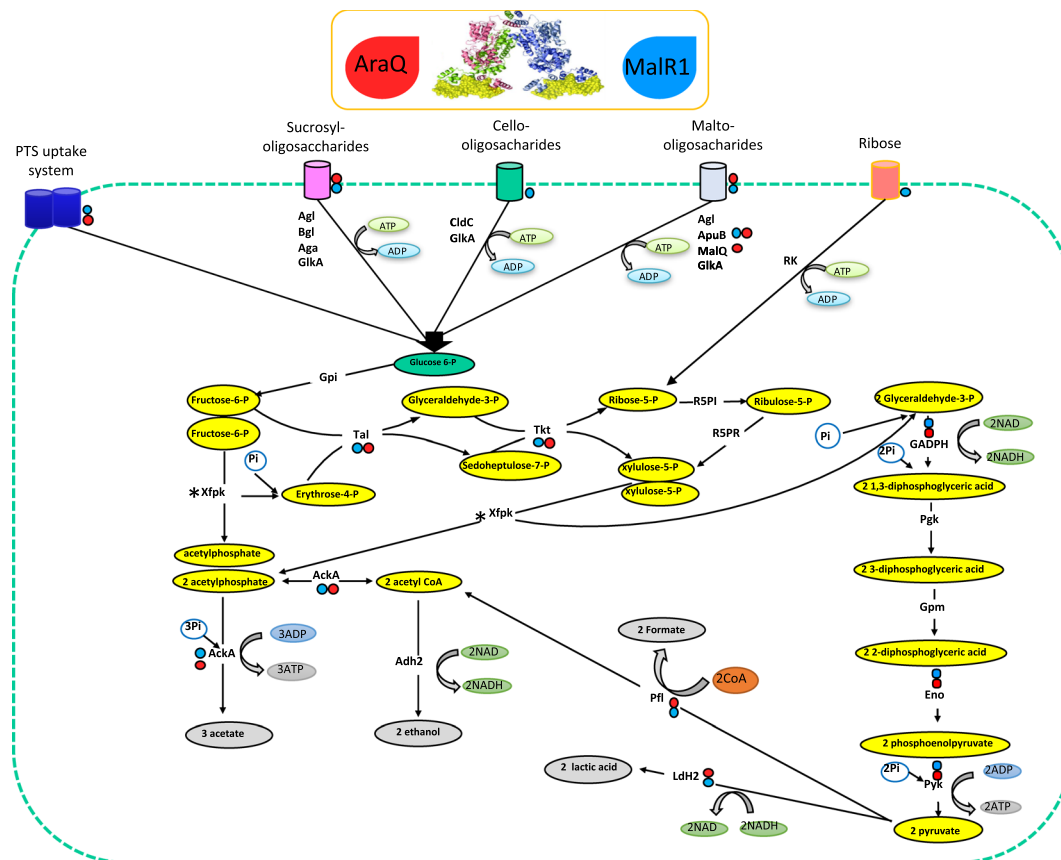 AraQ
MalR1
PTS uptake
system
Sucrosyl-
oligosaccharides
Cello-
oligosacharides
Malto-
oligosacharides
Ribose
Agl
Bgl
Aga
GlkA
ATP
ADP
CldC
GlkA
ATP
ADP
Agl
ApuB
MalQ
GlkA
ATP
ADP
RK
ATP
ADP
Glucose 6-P
Gpi
Fructose-6-P
Fructose-6-P
Glyceraldehyde-3-P
Tal
Sedoheptulose-7-P
Tkt
Ribose-5-P
R5PI
Ribulose-5-P
R5PR
xylulose-5-P
xylulose-5-P
2 Glyceraldehyde-3-P
Pi
GADPH
2NAD
2NADH
2Pi
Pi
*Xfpk
Erythrose-4-P
*Xfpk
2 1,3-diphosphoglyceric acid
Pgk
acetylphosphate
2 acetylphosphate
AckA
2 acetyl CoA
2 3-diphosphoglyceric acid
Gpm
3Pi
AckA
3ADP
3ATP
Adh2
2NAD
2NADH
2 Formate
2CoA
Pfl
2 2-diphosphoglyceric acid
Eno
3 acetate
2 ethanol
2 phosphoenolpyruvate
2Pi
Pyk
2ADP
2ATP
2 lactic acid
LdH2
2NAD
2NADH
2 pyruvate